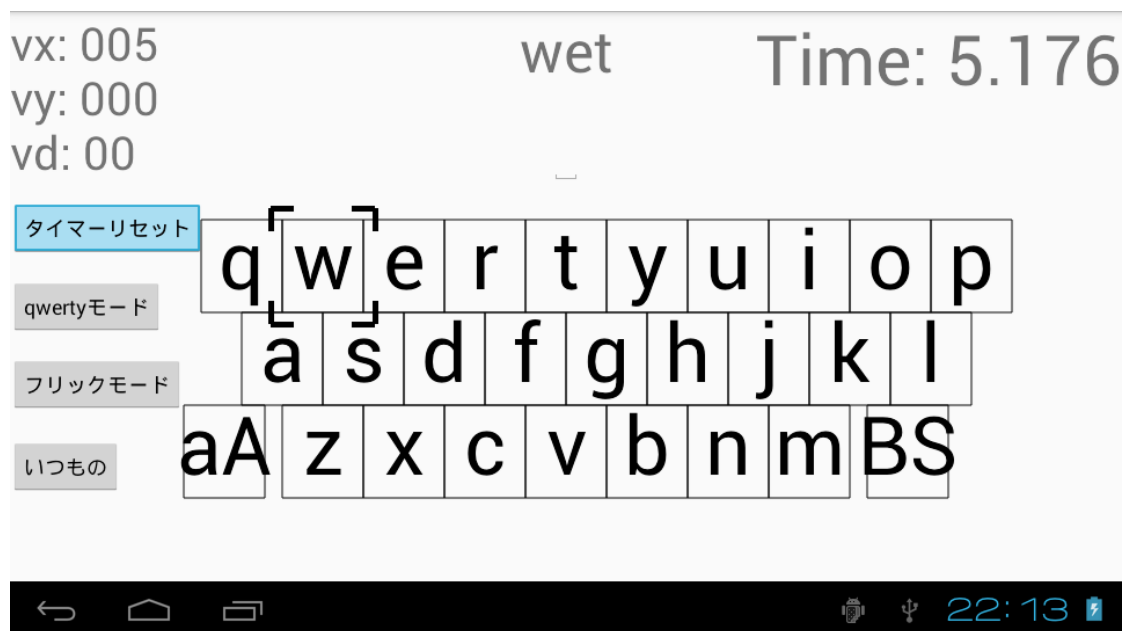 vx: 005
vy: 000
vd: 00
wet
Time: 5.176
タイマーリセット
qwertyモード
フリックモード
いつもの
q w e r t y u i o p
a s d f g h j k l
aA z x c v b n m BS
22:13